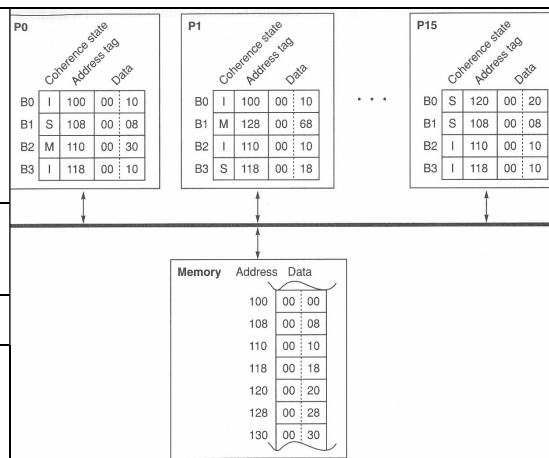 P0
Coherence state
Address tag
Data
B0 I 100 00 10
B1 S 108 00 08
B2 M 110 00 30
B3 I 118 00 10
P1
Coherence state
Address tag
Data
B0 I 100 00 10
B1 M 128 00 68
B2 I 110 00 10
B3 S 118 00 18
. . .
P15
Coherence state
Address tag
Data
B0 S 120 00 20
B1 S 108 00 08
B2 I 110 00 10
B3 I 118 00 10
Memory Address Data
100 00 00
108 00 08
110 00 10
118 00 18
120 00 20
128 00 28
130 00 30